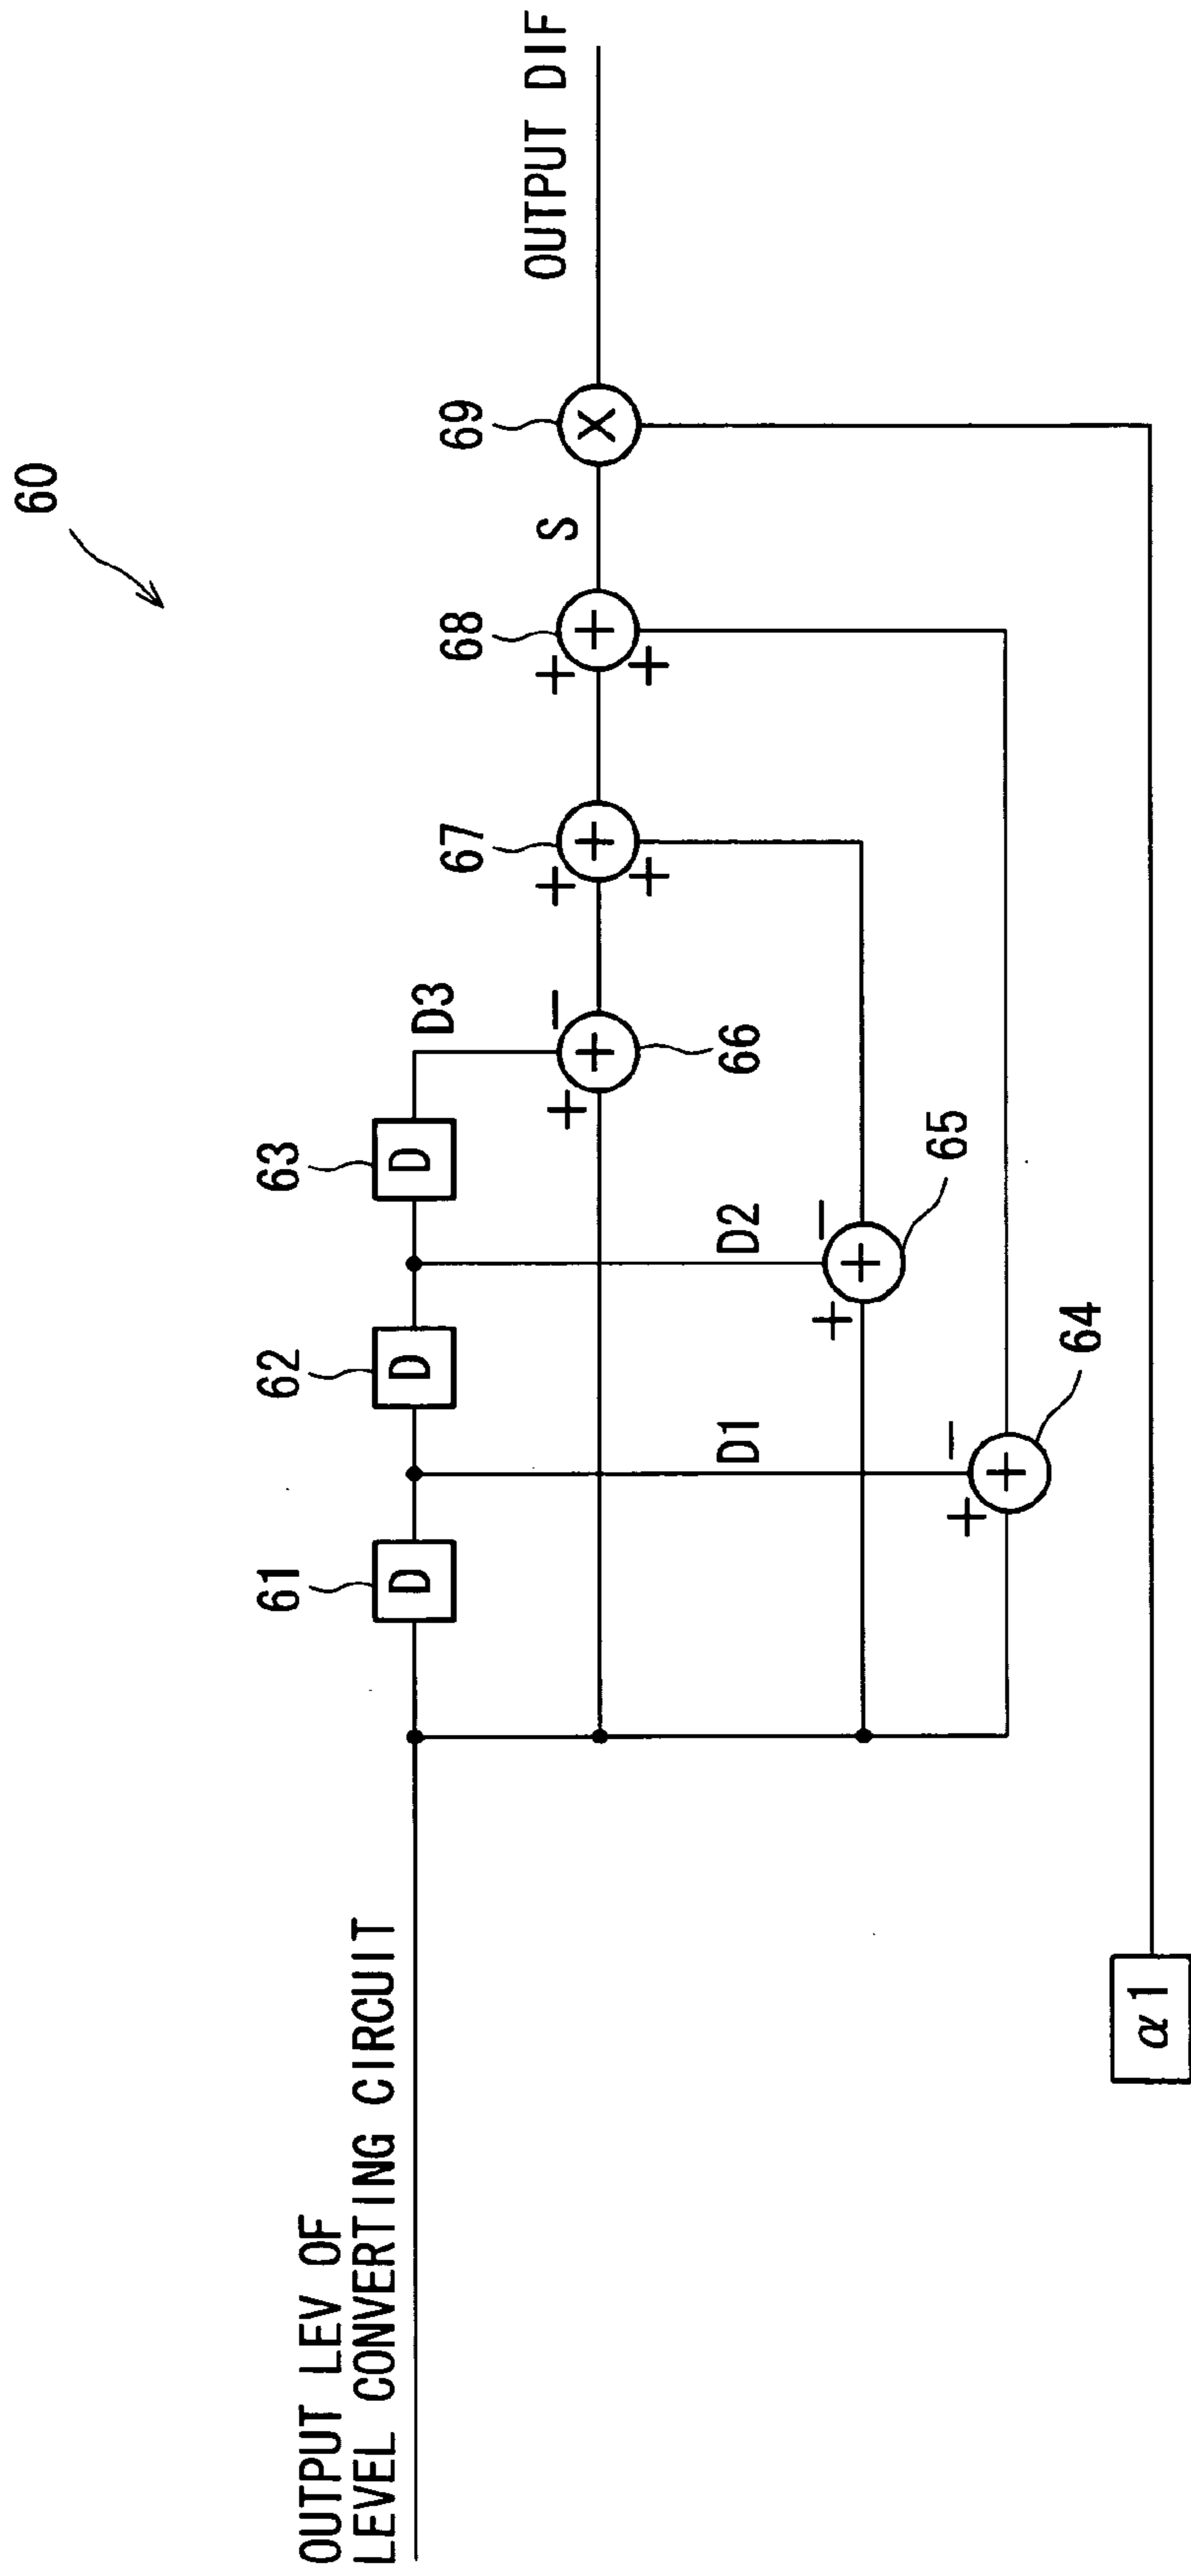 60
OUTPUT LEV OF
LEVEL CONVERTING CIRCUIT
61
D
62
D
63
D
D3
D1
D2
+
-
+
66
+
-
+
65
+
-
+
64
67
+
+
+
68
+
+
+
S
69
X
OUTPUT DIF
α1